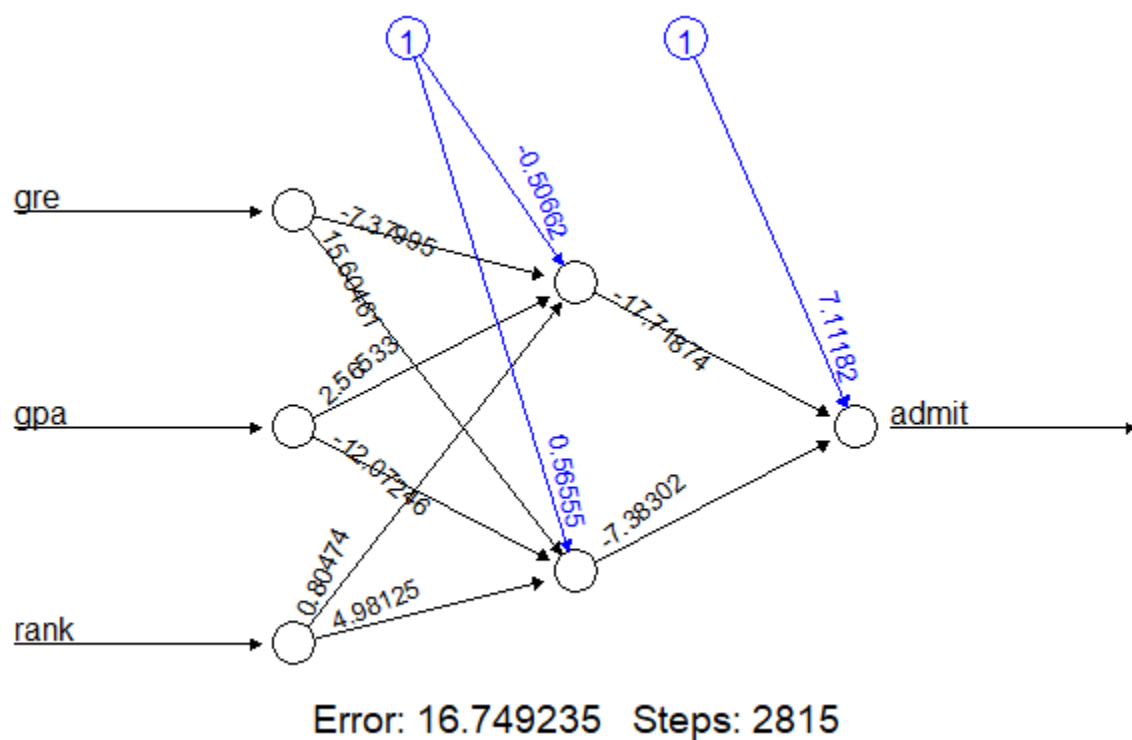 1
1
-0.50662
gre
-7.37995
15.60461
-17.71874
7.11182
2.56533
gpa
admit
-12.07246
0.56555
-7.38302
0.80474
4.98125
rank
Error: 16.749235 Steps: 2815